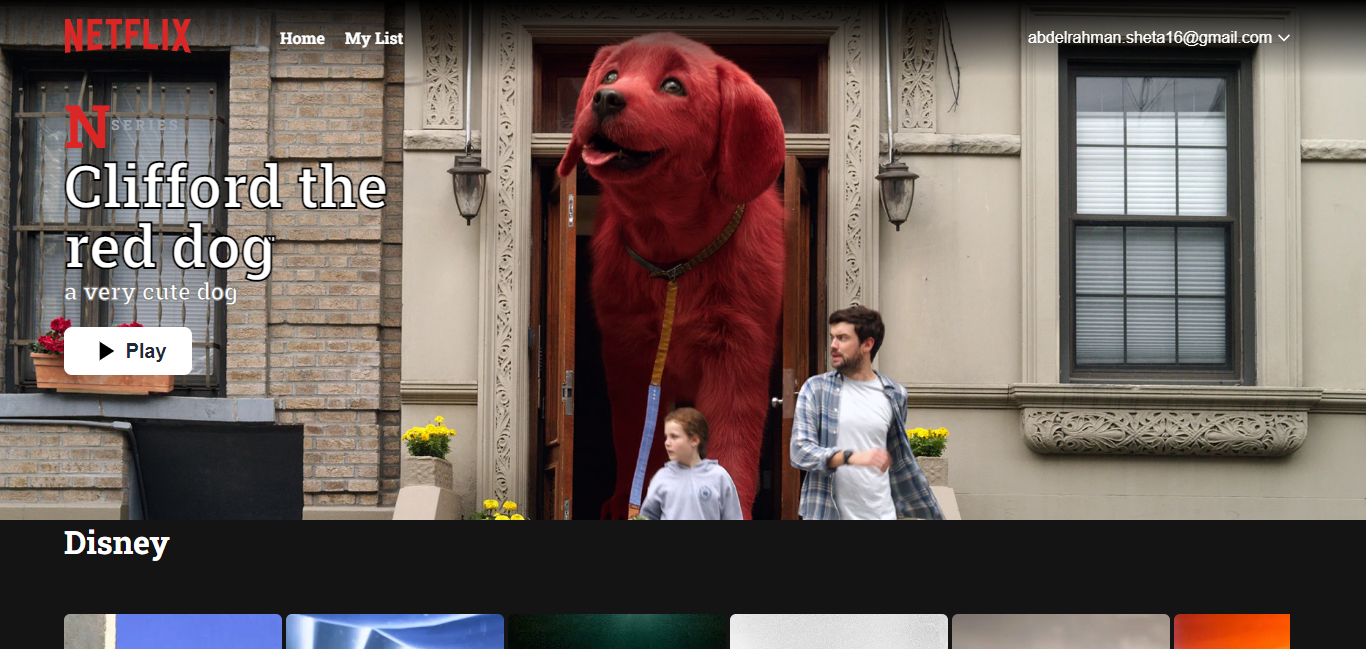 NETFLIX
Home
My List
abdelrahman.sheta16@gmail.com
N SERIES
Clifford the
red dog
a very cute dog
Play
Disney